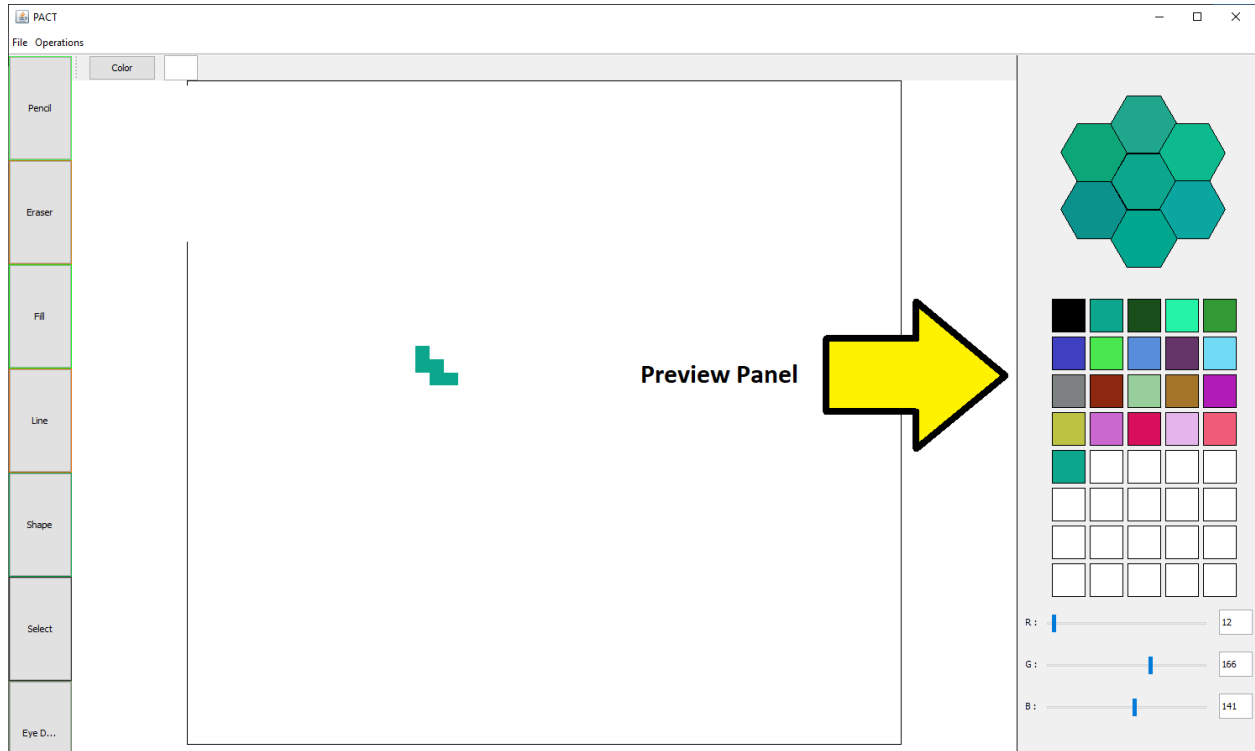 PACT
File Operations
Color
Pencil
Eraser
Fill
Line
Shape
Select
Eye D...
Preview Panel
R : 12
G : 166
B : 141